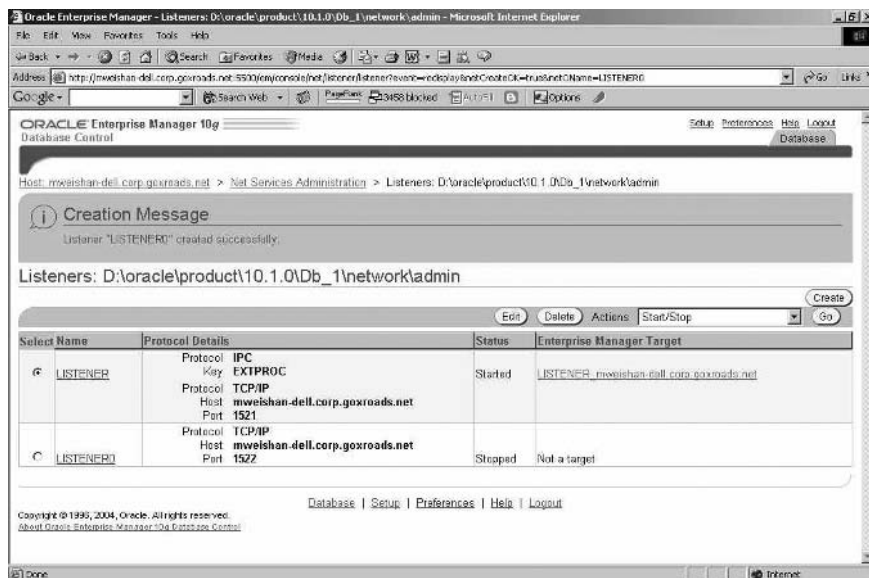 Oracle Enterprise Manager - Listeners: D:\oracle\product\10.1.0\Db_1\network\admin - Microsoft Internet Explorer
File Edit View Favorites Tools Help
Back Search Favorites Media
Address http://mweishan-dell.corp.goxroads.net:5500/em/console/net/listener/listener?event=redisplay&netCreateOK=true&netOName=LISTENER0 Go Links
Google Search Web PageRank 3458 blocked AutoFill Options
ORACLE Enterprise Manager 10g
Database Control
Setup Preferences Help Logout
Database
Host: mweishan-dell.corp.goxroads.net > Net Services Administration > Listeners: D:\oracle\product\10.1.0\Db_1\network\admin
Creation Message
Listener "LISTENER0" created successfully.
Listeners: D:\oracle\product\10.1.0\Db_1\network\admin
Create
Edit Delete Actions Start/Stop Go
Select Name Protocol Details Status Enterprise Manager Target
Protocol IPC
Key EXTPROC
LISTENER Started LISTENER_mweishan-dell.corp.goxroads.net
Protocol TCP/IP
Host mweishan-dell.corp.goxroads.net
Port 1521
Protocol TCP/IP
Host mweishan-dell.corp.goxroads.net
LISTENER0 Port 1522 Stopped Not a target
Database | Setup | Preferences | Help | Logout
Copyright © 1996, 2004, Oracle. All rights reserved.
About Oracle Enterprise Manager 10g Database Control
Done Internet